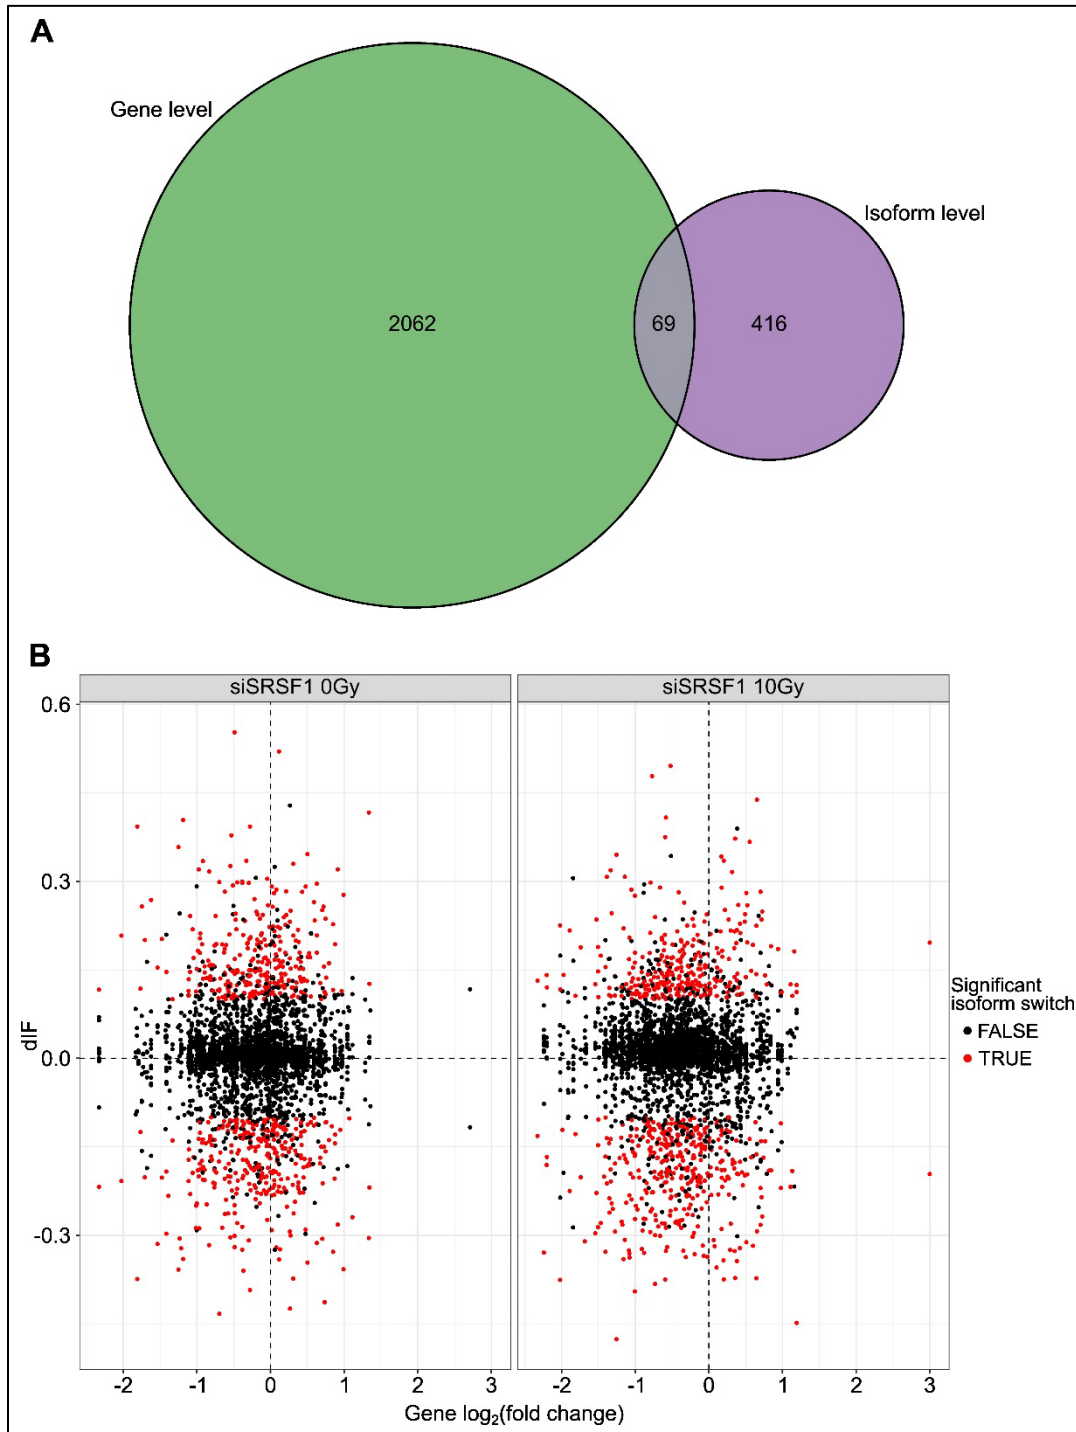 A
Gene level
Isoform level
2062
69
416
B
siSRSF1 0Gy
siSRSF1 10Gy
0.6
0.3
0.0
-0.3
dIF
-2 -1 0 1 2 3
-2 -1 0 1 2 3
Gene log₂(fold change)
Significant
isoform switch
FALSE
TRUE